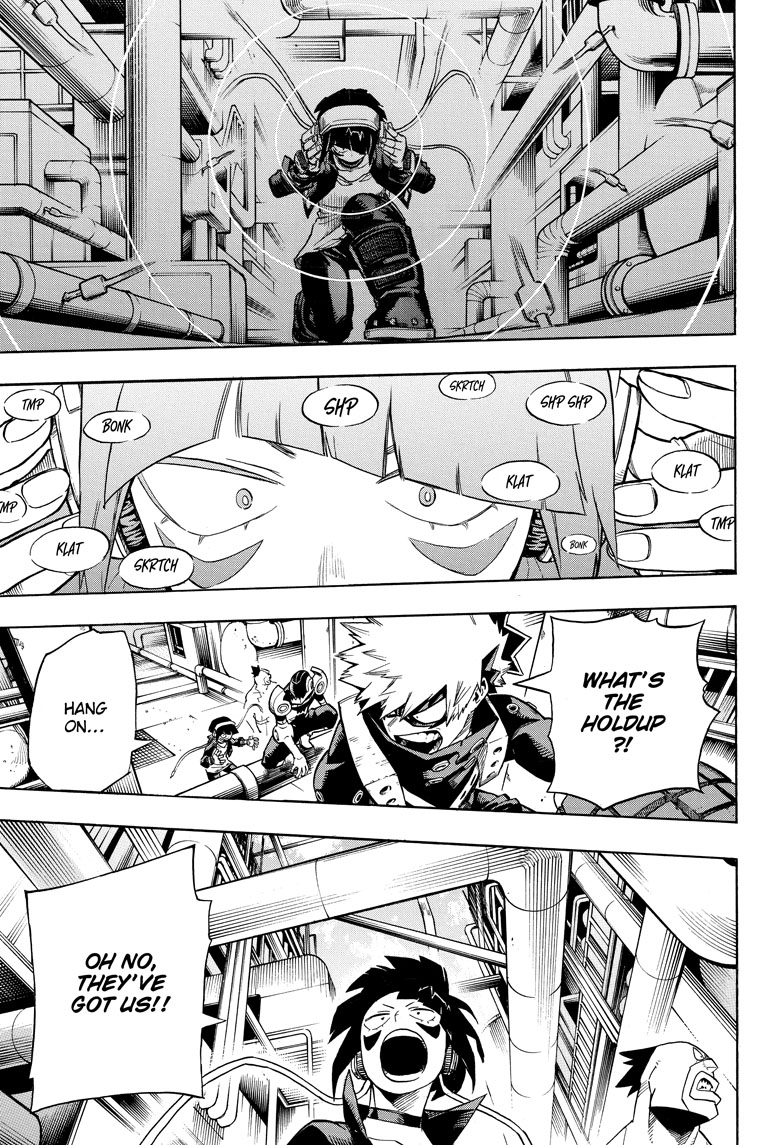 TMP
BONK
SHP
SKRTCH
SHP SHP
KLAT
KLAT
TMP
KLAT
SKRTCH
BONK
TMP
WHAT'S
THE
HOLDUP
?!
HANG
ON...
OH NO,
THEY'VE
GOT US!!